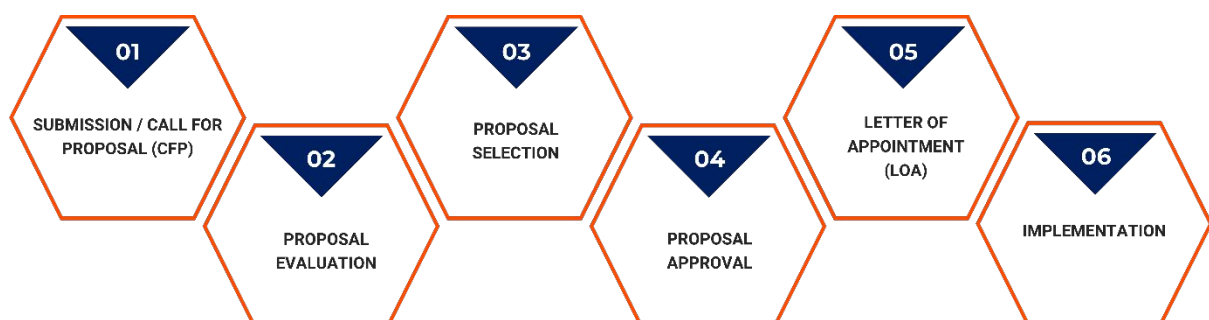 01
SUBMISSION / CALL FOR
PROPOSAL (CFP)
02
PROPOSAL
EVALUATION
03
PROPOSAL
SELECTION
04
PROPOSAL
APPROVAL
05
LETTER OF
APPOINTMENT
(LOA)
06
IMPLEMENTATION